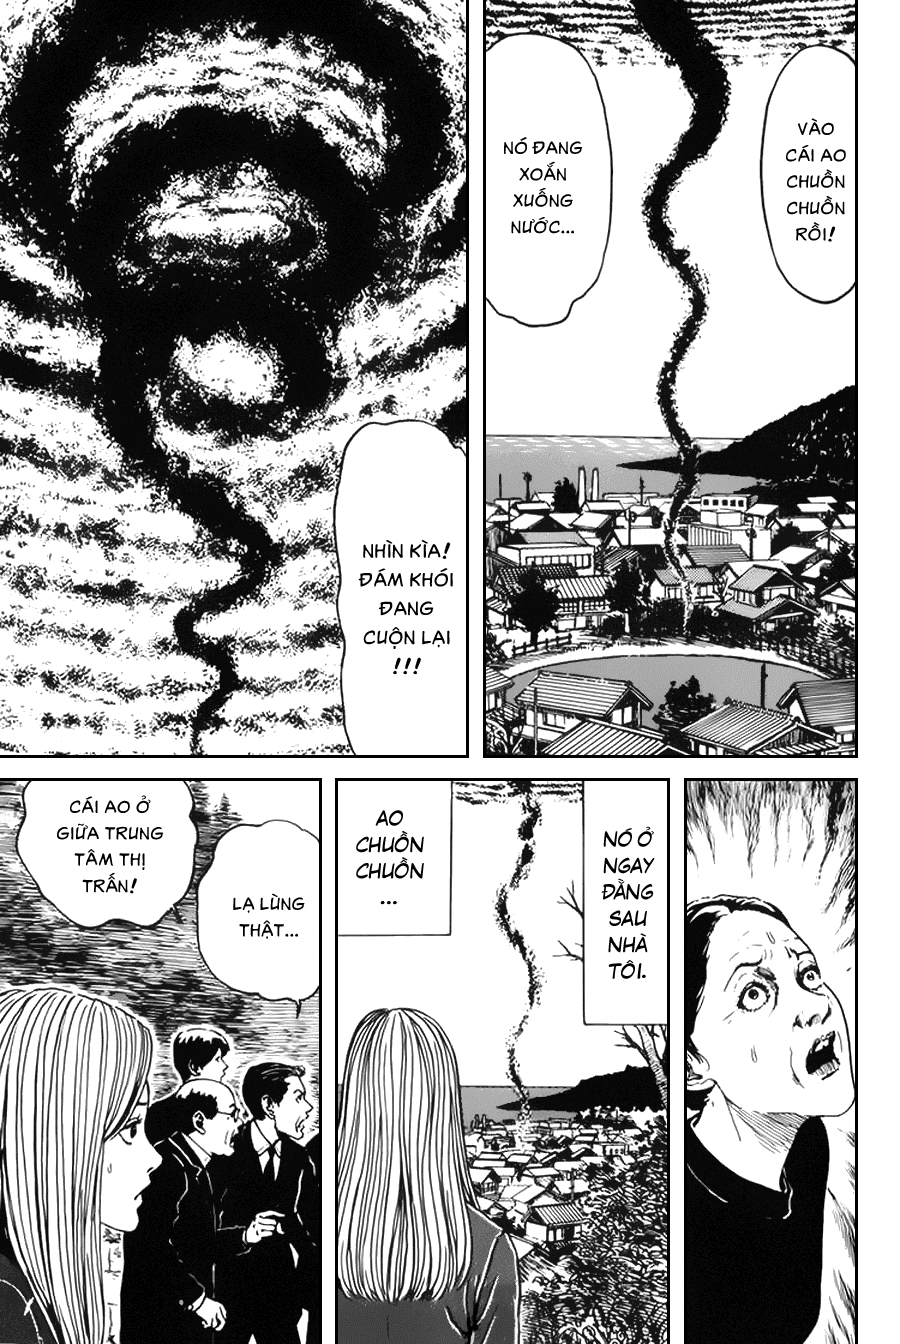 VÀO
CÁI AO
CHUỒN
CHUỒN
RỒI!
NÓ ĐANG
XOẮN
XUỐNG
NƯỚC...
NHÌN KÌA!
ĐÁM KHÓI
ĐANG
CUỘN LẠI
!!!
NÓ Ở
NGAY
ĐẰNG
SAU
NHÀ
TÔI.
AO
CHUỒN
CHUỒN
...
LẠ LÙNG
THẬT...
CÁI AO Ở
GIỮA TRUNG
TÂM THỊ
TRẤN!